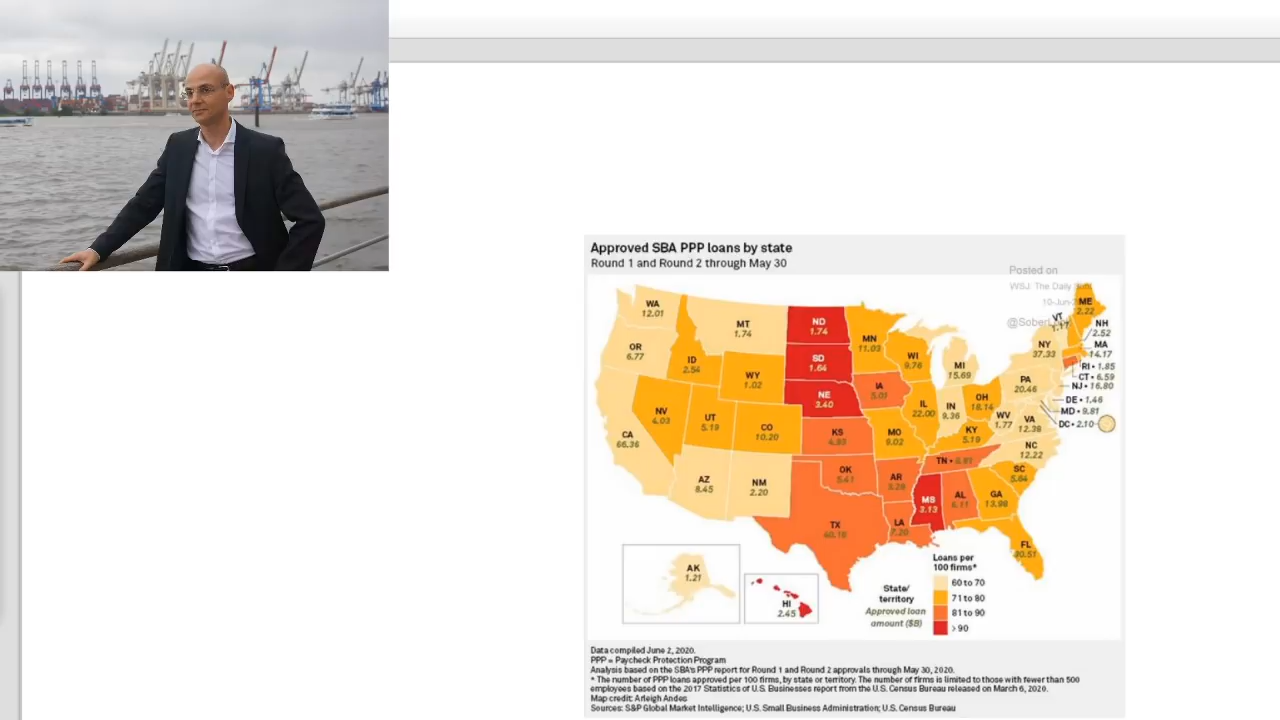 Approved SBA PPP loans by state
Round 1 and Round 2 through May 30
Posted on
WSJ: The Daily Shot
@SoberLook
WA
12.01
OR
6.77
CA
66.36
ID
2.54
NV
4.03
MT
1.74
WY
1.02
UT
5.19
CO
10.20
AZ
8.45
NM
2.20
ND
1.74
SD
1.64
NE
3.40
KS
OK
5.41
TX
MN
11.03
IA
MO
9.02
AR
LA
WI
9.76
IL
22.00
MS
3.13
MI
15.69
IN
9.36
OH
18.14
KY
5.19
TN •
AL
6.11
GA
13.98
FL
SC
NC
12.22
VA
12.38
WV
1.77
PA
20.46
NY
37.33
VT
ME
2.22
NH
2.52
MA
14.17
RI • 1.85
CT • 6.59
NJ • 16.80
DE • 1.46
MD • 9.81
DC • 2.10
AK
1.21
HI
2.45
State/
territory
Approved loan
amount ($B)
Loans per
100 firms*
60 to 70
71 to 80
81 to 90
>90
Data compiled June 2, 2020.
PPP = Paycheck Protection Program
Analysis based on the SBA's PPP report for Round 1 and Round 2 approvals through May 30, 2020.
* The number of PPP loans approved per 100 firms, by state or territory. The number of firms is limited to those with fewer than 500
employees based on the 2017 Statistics of U.S. Businesses report from the U.S. Census Bureau released on March 6, 2020.
Map credit: Arleigh Andes
Sources: S&P Global Market Intelligence; U.S. Small Business Administration; U.S. Census Bureau